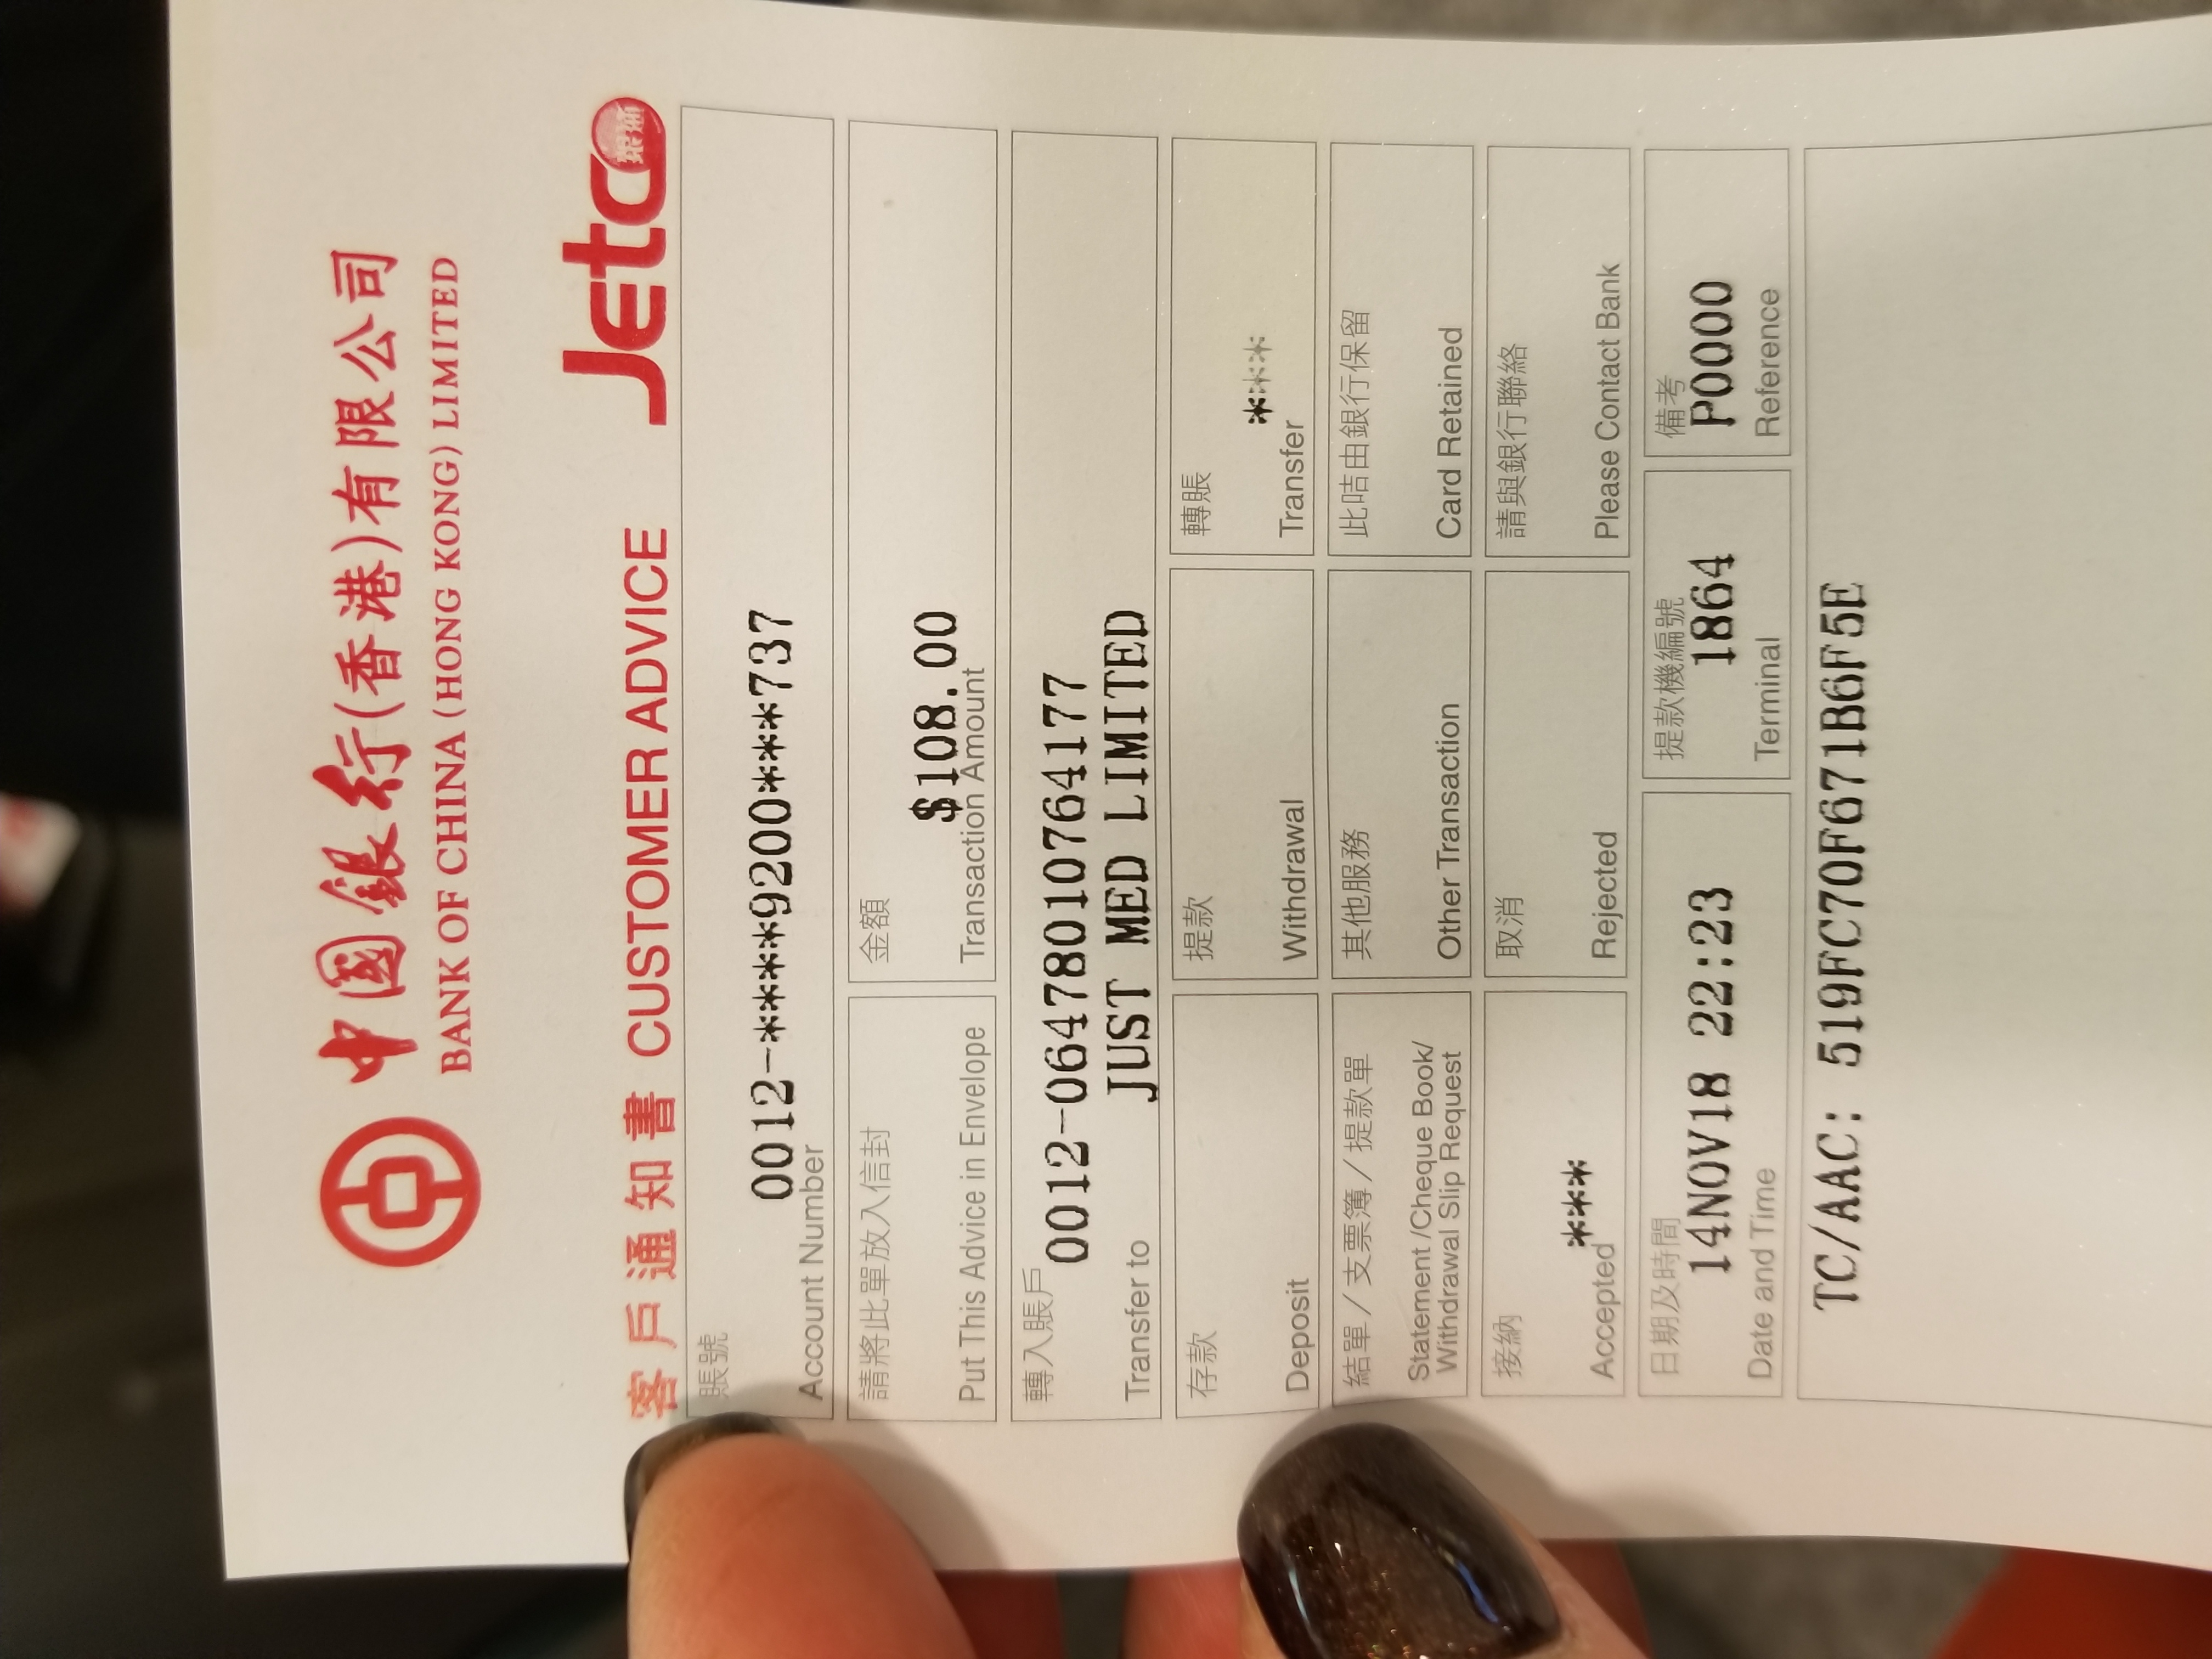 中國銀行(香港)有限公司
BANK OF CHINA (HONG KONG) LIMITED
Jetco 銀通
客戶通知書 CUSTOMER ADVICE
賬號
0012-*****9200****737
Account Number
請將此單放入信封
Put This Advice in Envelope
金額
$108.00
Transaction Amount
轉入賬戶
0012-06478010764177
Transfer to
JUST MED LIMITED
存款
Deposit
提款
Withdrawal
轉賬
****
Transfer
結單/支票簿/提款單
Statement /Cheque Book/
Withdrawal Slip Request
其他服務
Other Transaction
此咭由銀行保留
Card Retained
接納
****
Accepted
取消
Rejected
請與銀行聯絡
Please Contact Bank
日期及時間
14NOV18 22:23
Date and Time
提款機編號
1864
Terminal
備考
P0000
Reference
TC/AAC: 519FC70F671B6F5E